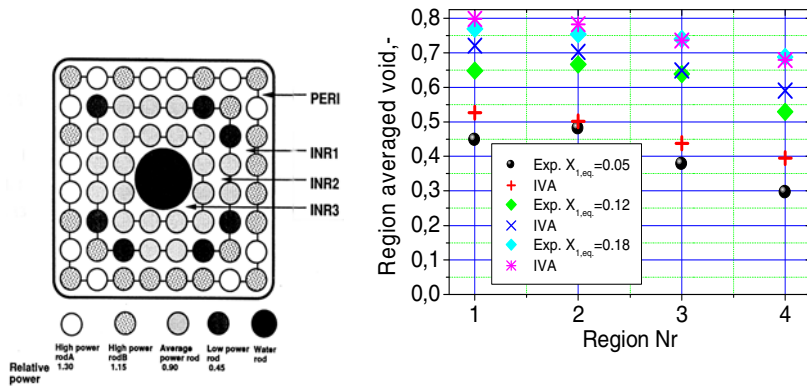 PERI
INR1
INR2
INR3
High power rodA 1.30
High power rodB 1.15
Average power rod 0.90
Low power rod 0.45
Water rod
Relative power
Region averaged void,-
0,8
0,7
0,6
0,5
0,4
0,3
0,2
0,1
0,0
Exp. X1,eq.=0.05
IVA
Exp. X1,eq.=0.12
IVA
Exp. X1,eq.=0.18
IVA
1 2 3 4
Region Nr